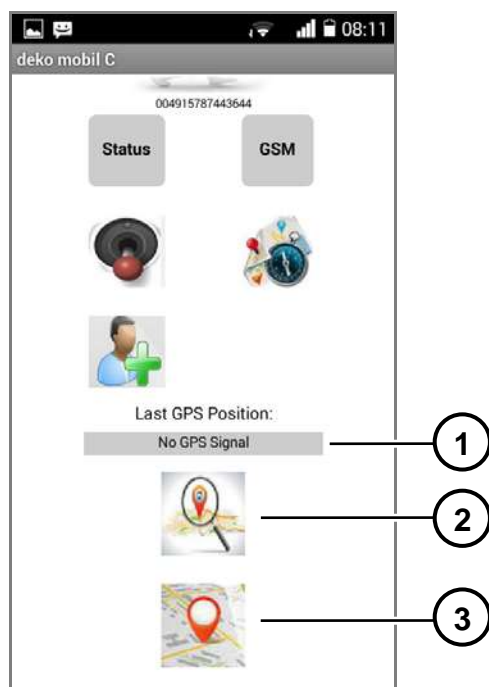 08:11
deko mobil C
004915787443644
Status GSM
Last GPS Position:
No GPS Signal
1
2
3